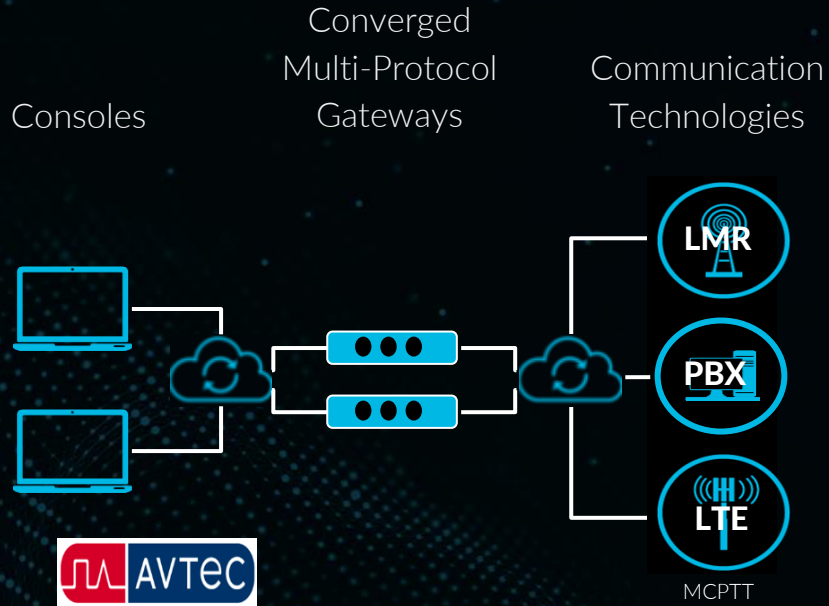 Consoles
Converged
Multi-Protocol
Gateways
Communication
Technologies
LMR
PBX
LTE
MCPTT
AVTEC